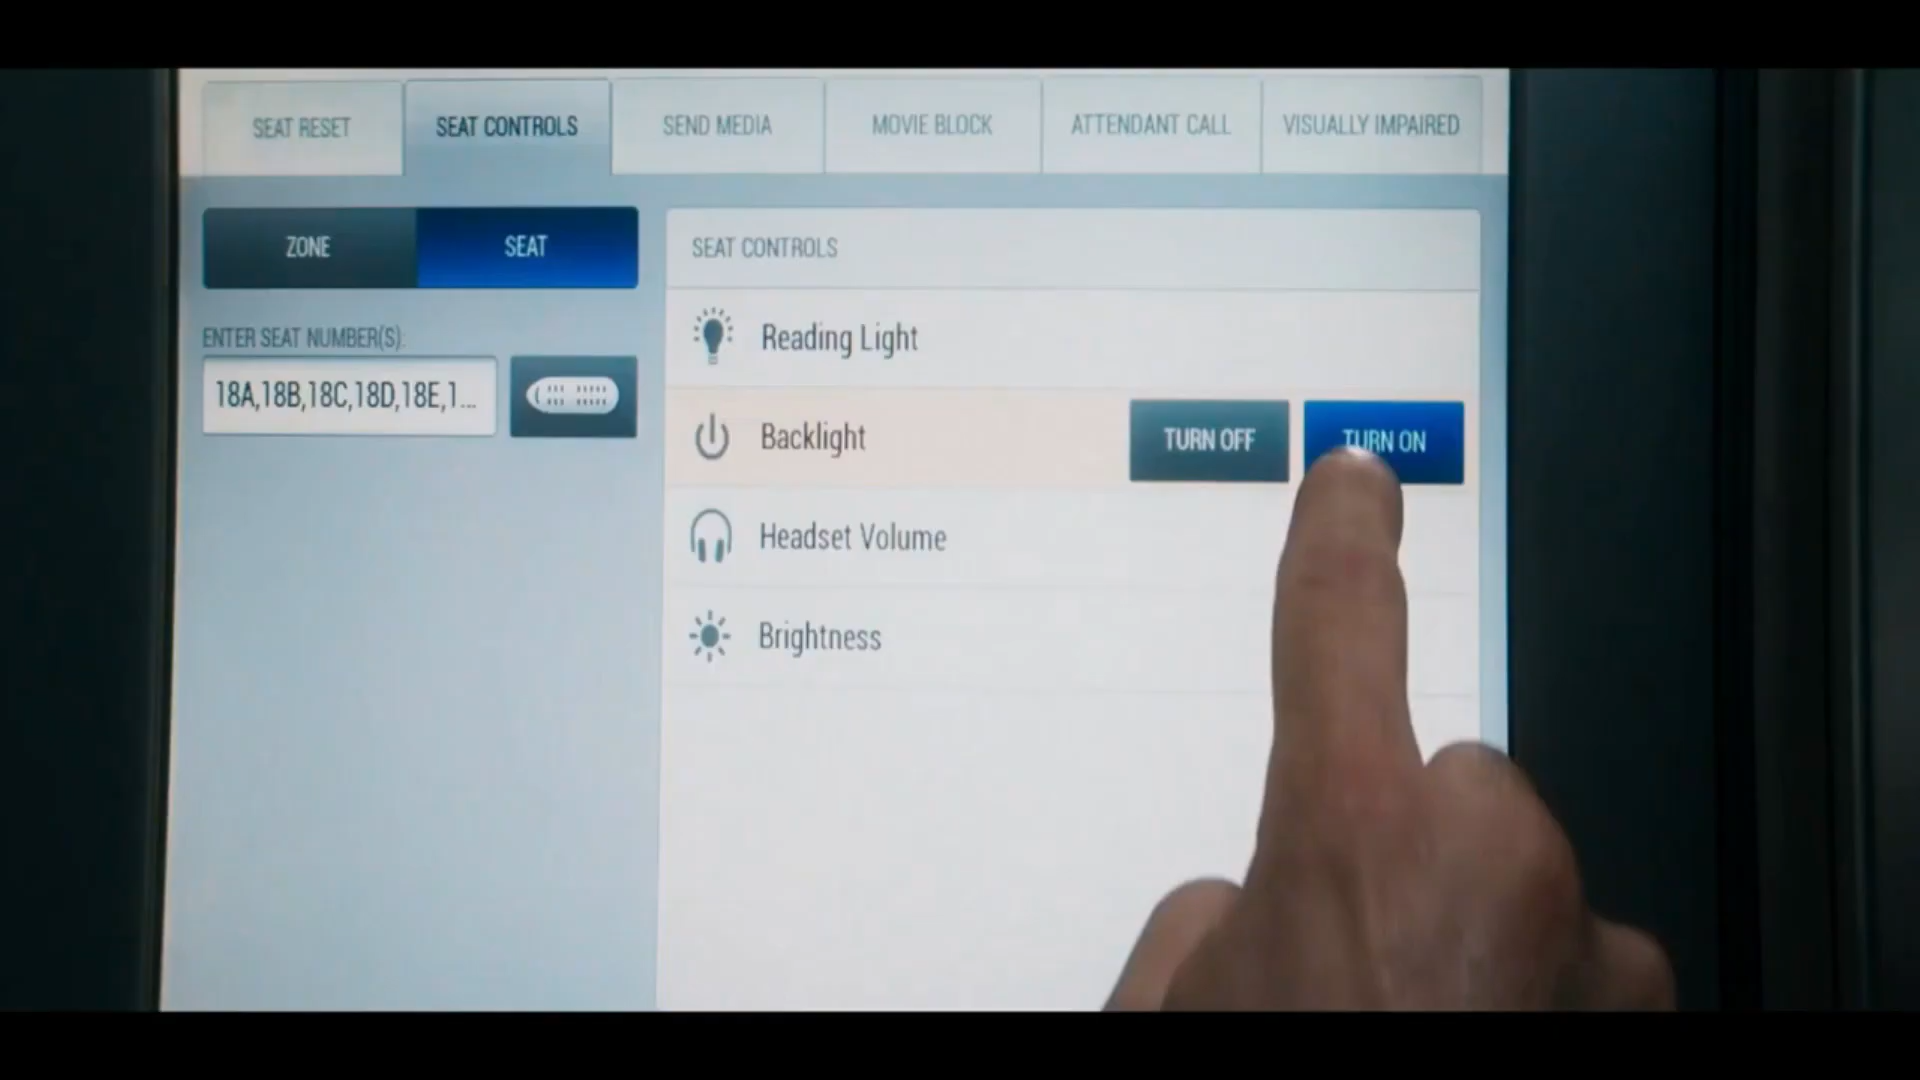 SEAT RESET
SEAT CONTROLS
SEND MEDIA
MOVIE BLOCK
ATTENDANT CALL
VISUALLY IMPAIRED
ZONE
SEAT
ENTER SEAT NUMBER(S):
18A,18B,18C,18D,18E,1...
SEAT CONTROLS
Reading Light
Backlight
TURN OFF
TURN ON
Headset Volume
Brightness